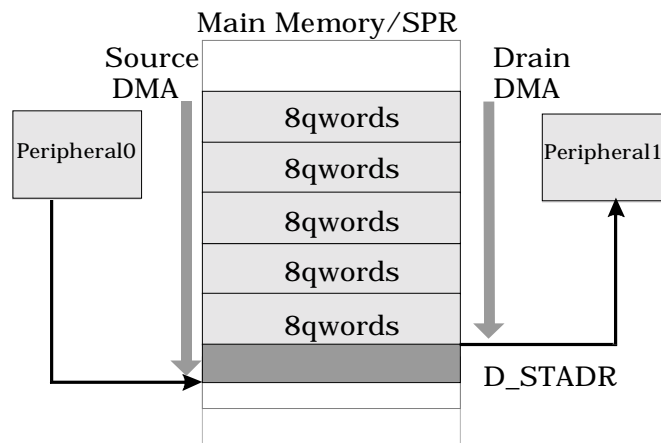 Main Memory/SPR
Source
DMA
Drain
DMA
Peripheral0
8qwords
8qwords
8qwords
8qwords
8qwords
Peripheral1
D_STADR